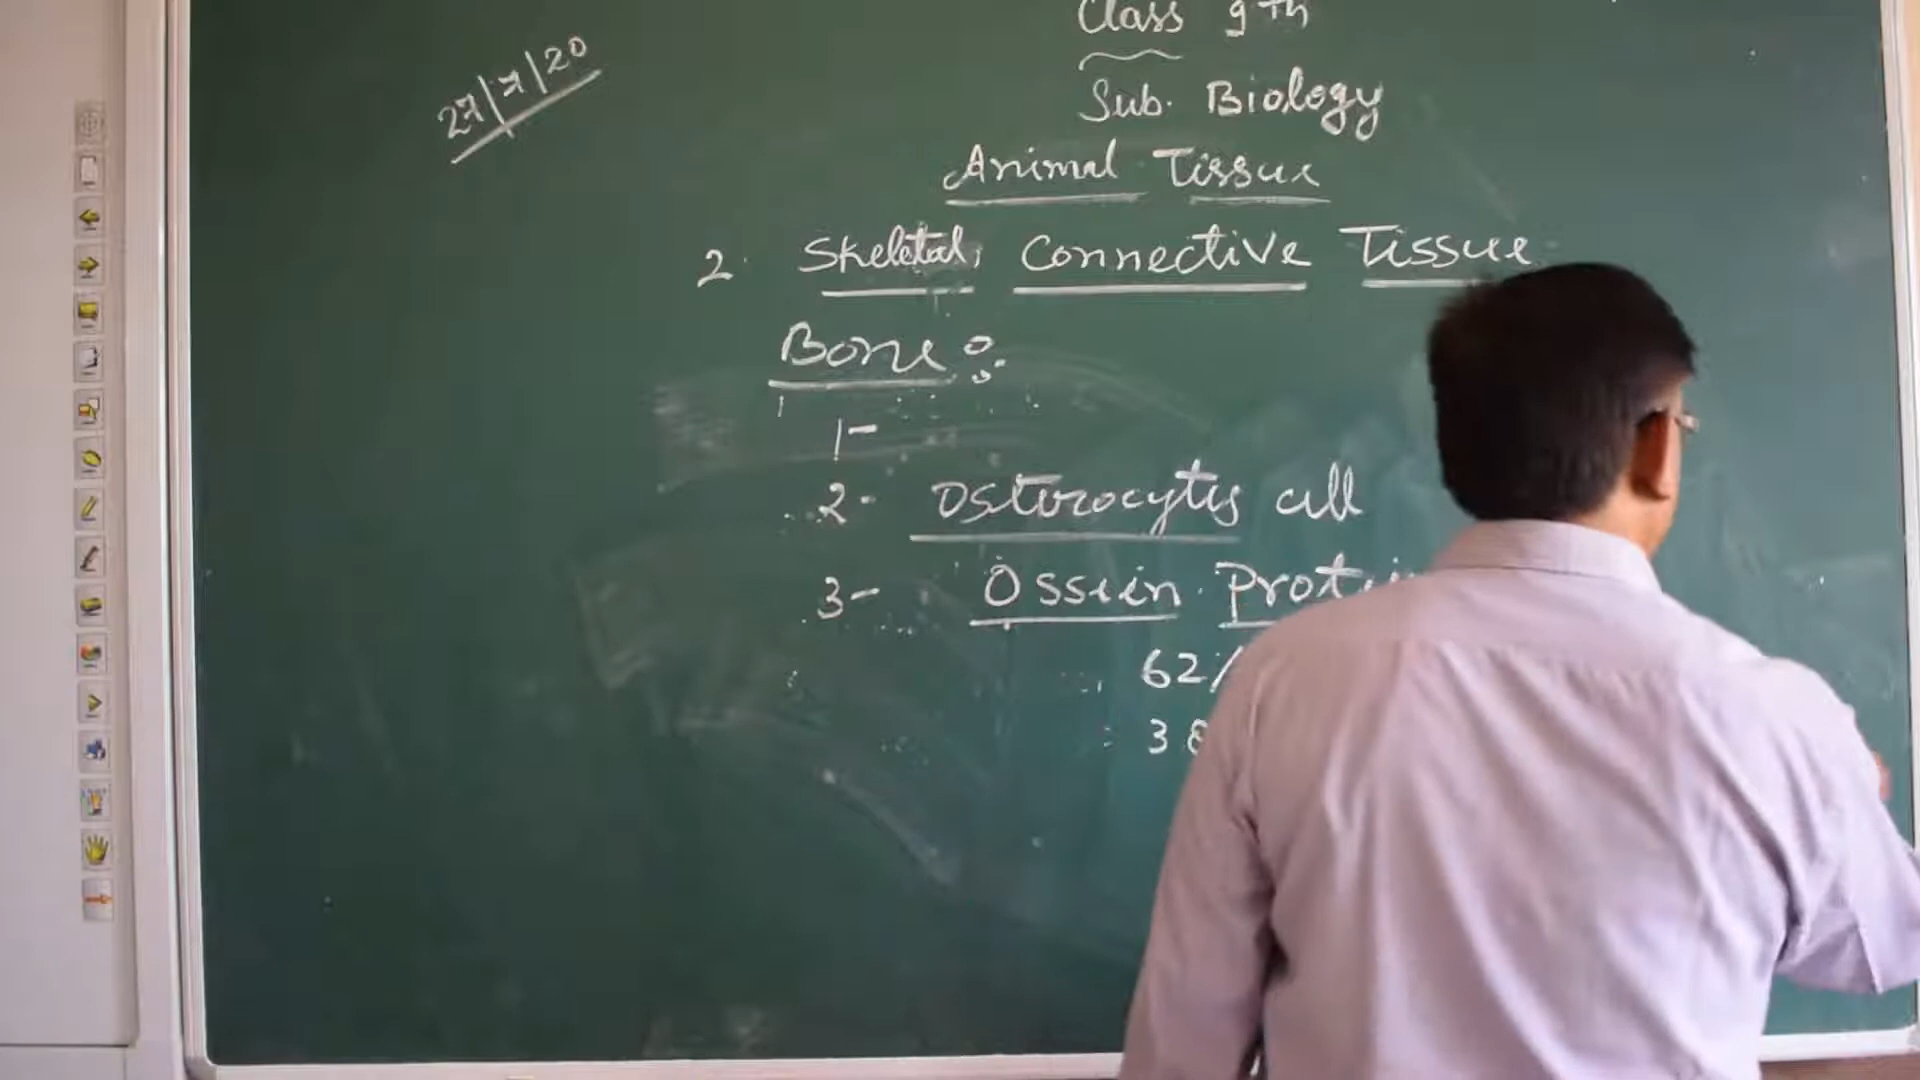 27/7/20
Class 9th
Sub. Biology
Animal Tissue
2. Skeletal Connective Tissue
Bone :
1-
2- Osterocytes cell
3- Ossein Prot
62%
38